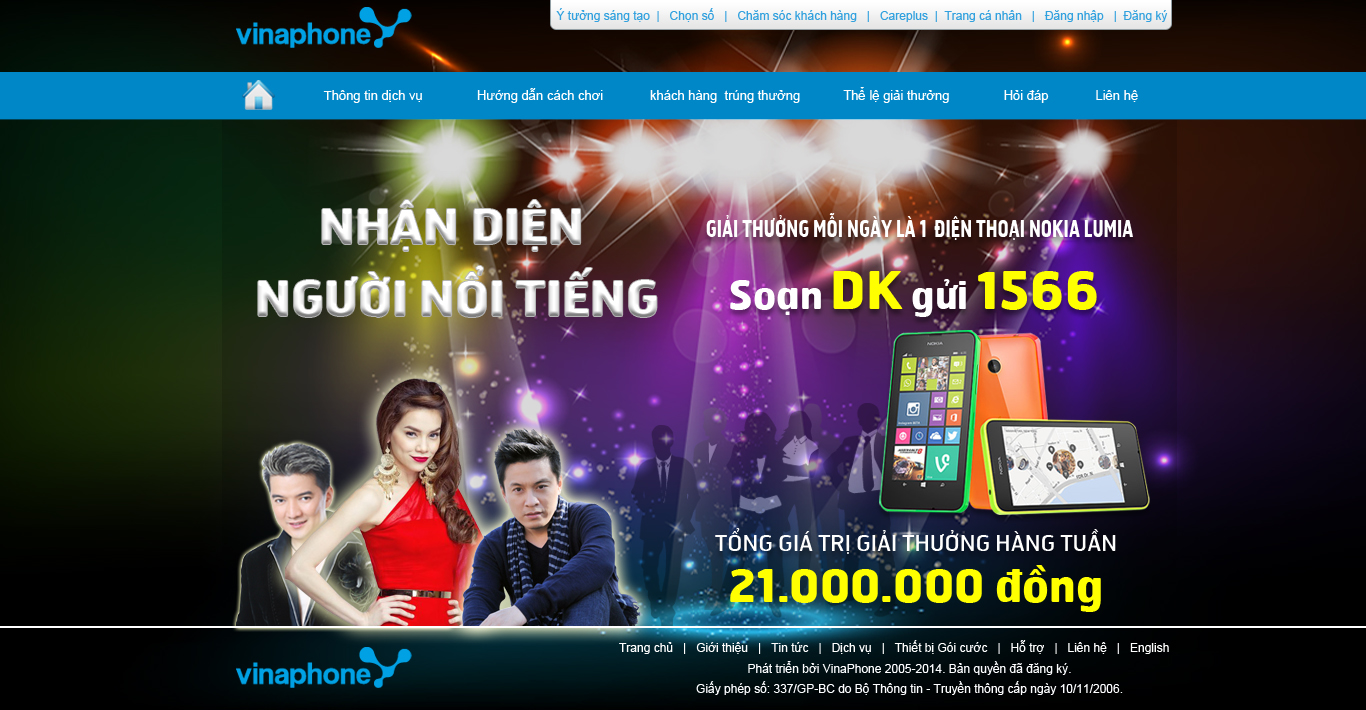 vinaphone
Ý tưởng sáng tạo | Chọn số | Chăm sóc khách hàng | Careplus | Trang cá nhân | Đăng nhập | Đăng ký
Thông tin dịch vụ Hướng dẫn cách chơi khách hàng trúng thưởng Thể lệ giải thưởng Hỏi đáp Liên hệ
NHẬN DIỆN
NGƯỜI NỔI TIẾNG
GIẢI THƯỞNG MỖI NGÀY LÀ 1 ĐIỆN THOẠI NOKIA LUMIA
Soạn DK gửi 1566
NOKIA
TỔNG GIÁ TRỊ GIẢI THƯỞNG HÀNG TUẦN
21.000.000 đồng
vinaphone
Trang chủ | Giới thiệu | Tin tức | Dịch vụ | Thiết bị Gói cước | Hỗ trợ | Liên hệ | English
Phát triển bởi VinaPhone 2005-2014. Bản quyền đã đăng ký.
Giấy phép số: 337/GP-BC do Bộ Thông tin - Truyền thông cấp ngày 10/11/2006.